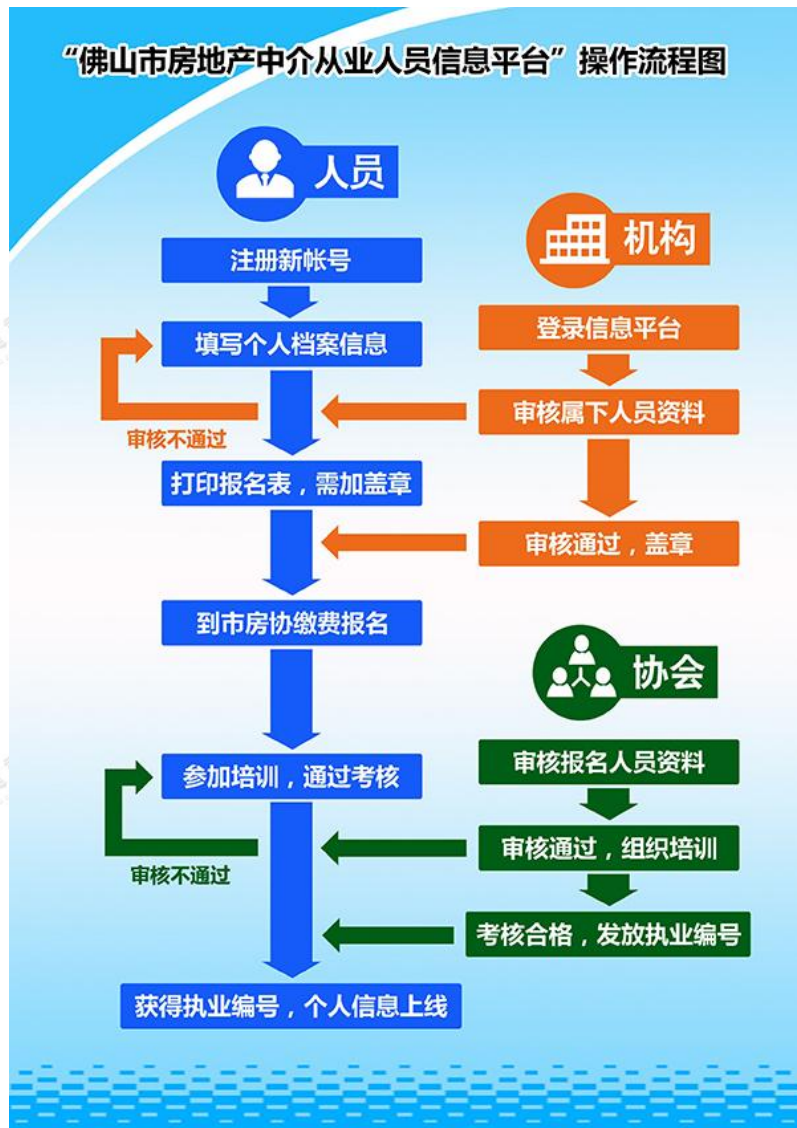 “佛山市房地产中介从业人员信息平台”操作流程图
人员
注册新帐号
填写个人档案信息
审核不通过
打印报名表，需加盖章
到市房协缴费报名
参加培训，通过考核
审核不通过
获得执业编号，个人信息上线
机构
登录信息平台
审核属下人员资料
审核通过，盖章
协会
审核报名人员资料
审核通过，组织培训
考核合格，发放执业编号